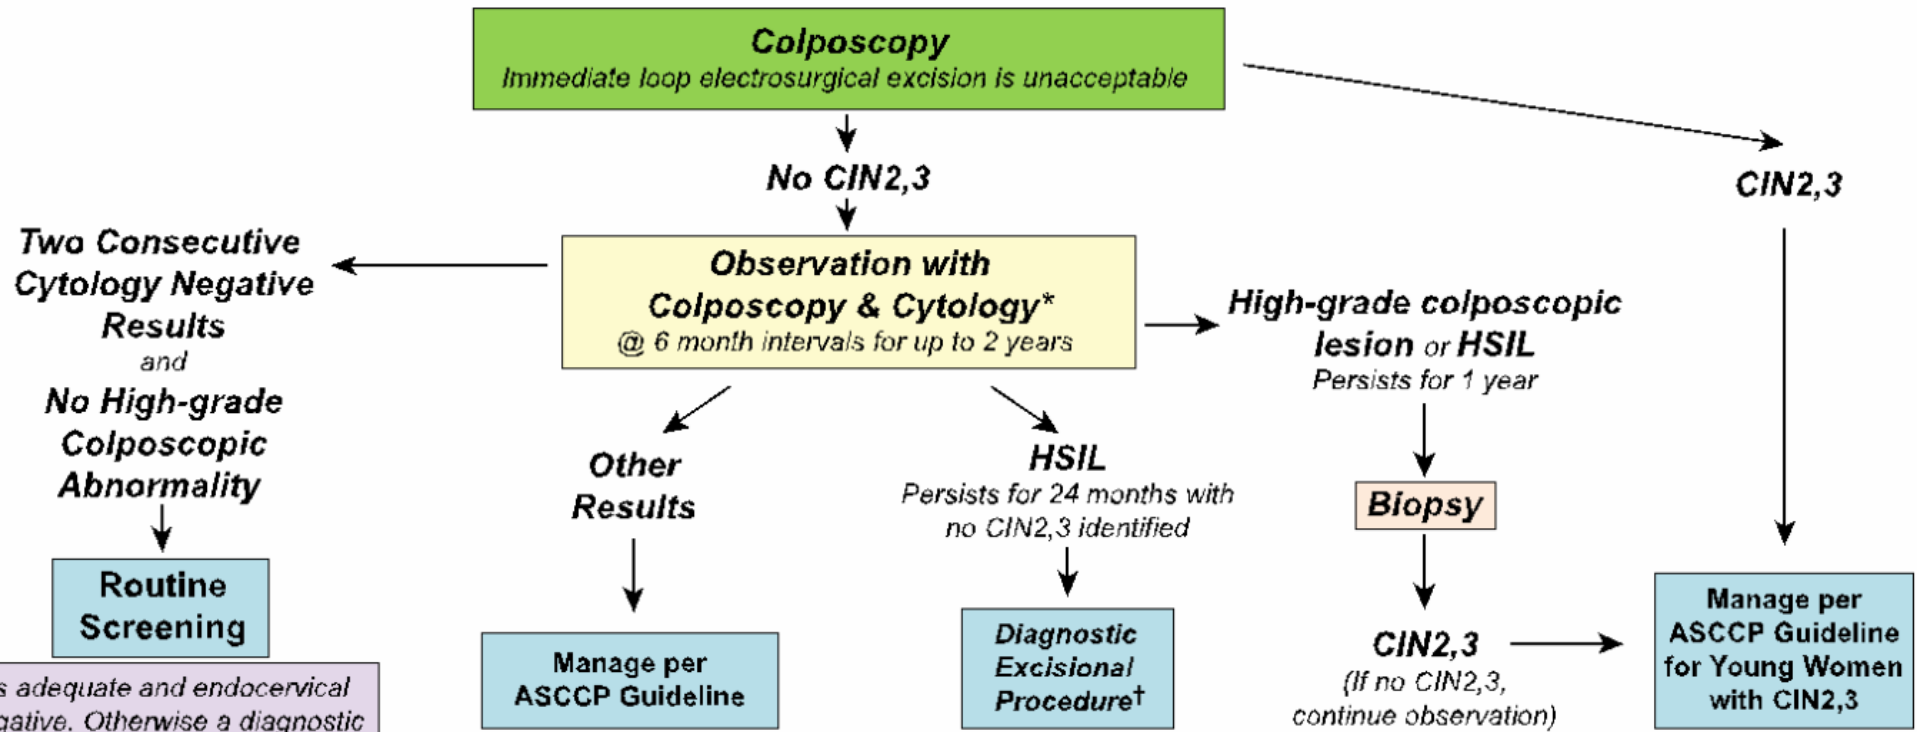 Colposcopy
Immediate loop electrosurgical excision is unacceptable
No CIN2,3
CIN2,3
Two Consecutive
Cytology Negative
Results
and
No High-grade
Colposcopic
Abnormality
Observation with
Colposcopy & Cytology*
@ 6 month intervals for up to 2 years
High-grade colposcopic
lesion or HSIL
Persists for 1 year
Other
Results
HSIL
Persists for 24 months with
no CIN2,3 identified
Biopsy
Routine
Screening
Manage per
ASCCP Guideline
Diagnostic
Excisional
Procedure†
CIN2,3
(If no CIN2,3,
continue observation)
Manage per
ASCCP Guideline
for Young Women
with CIN2,3
adequate and endocervical
Otherwise a diagnostic